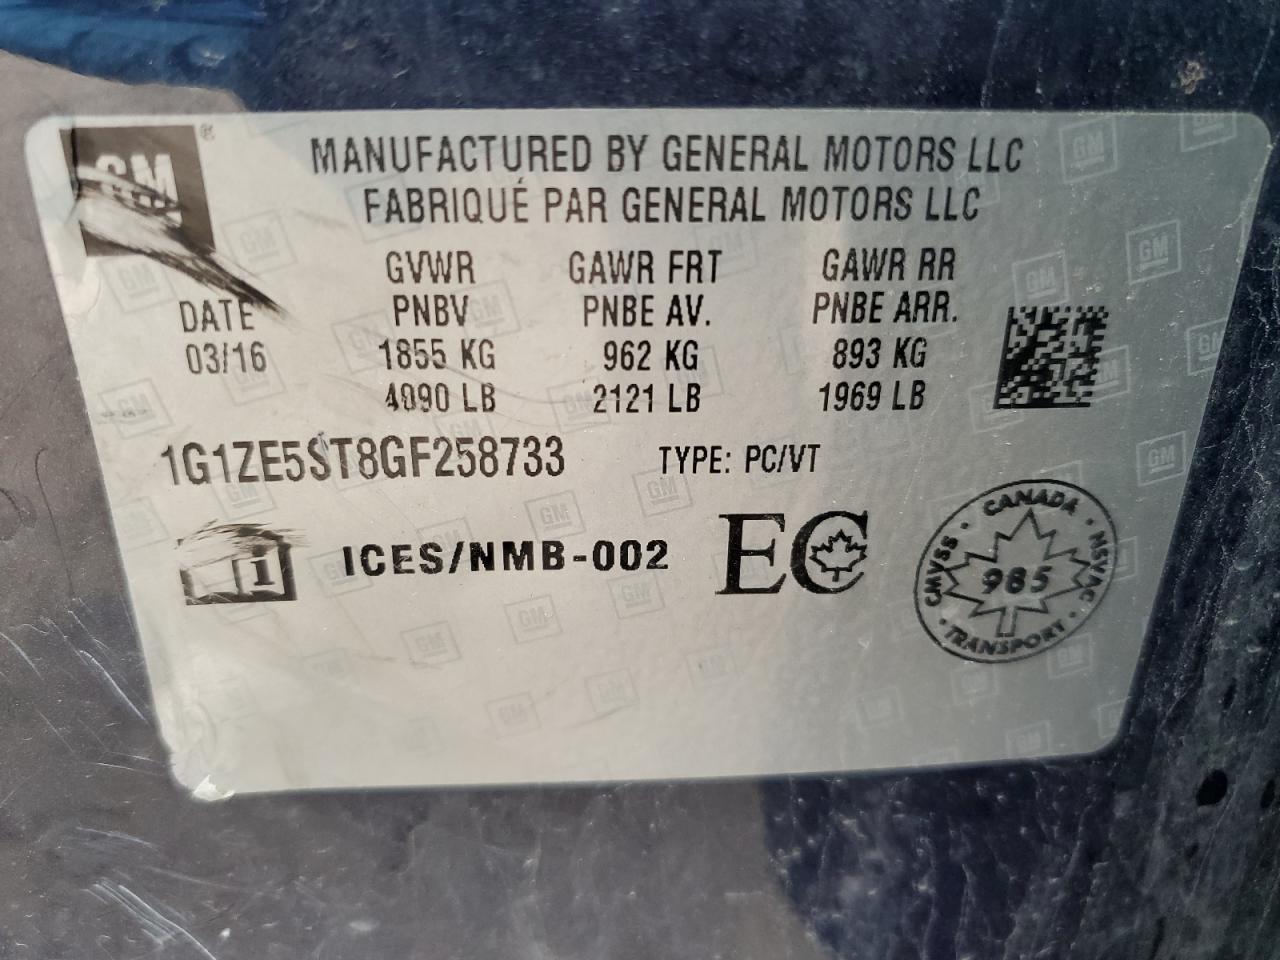 GM ®
MANUFACTURED BY GENERAL MOTORS LLC
FABRIQUÉ PAR GENERAL MOTORS LLC
GVWR GAWR FRT GAWR RR
DATE PNBV PNBE AV. PNBE ARR.
03/16 1855 KG 962 KG 893 KG
4090 LB 2121 LB 1969 LB
1G1ZE5ST8GF258733 TYPE: PC/VT
i ICES/NMB-002 EC
CANADA
CMVSS 985 NSVAC
TRANSPORT